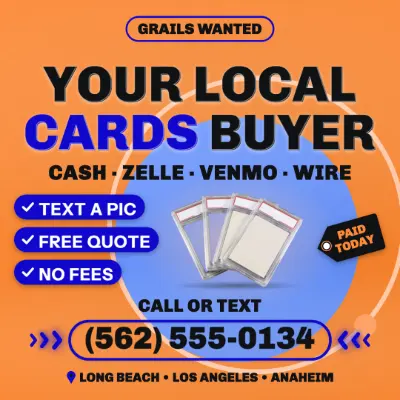 GRAILS WANTED
YOUR LOCAL
CARDS BUYER
CASH · ZELLE · VENMO · WIRE
TEXT A PIC
FREE QUOTE
NO FEES
PAID
TODAY
CALL OR TEXT
(562) 555-0134
LONG BEACH • LOS ANGELES • ANAHEIM